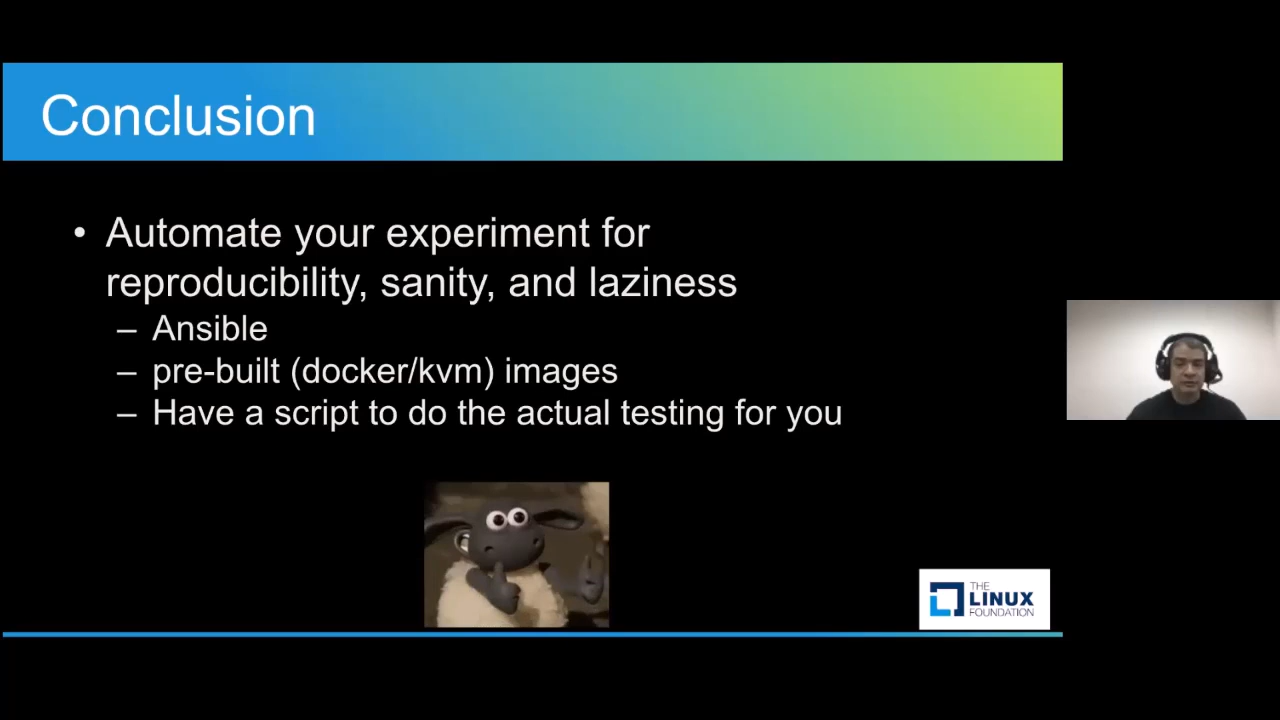 Conclusion
• Automate your experiment for
reproducibility, sanity, and laziness
– Ansible
– pre-built (docker/kvm) images
– Have a script to do the actual testing for you
THE
LINUX
FOUNDATION